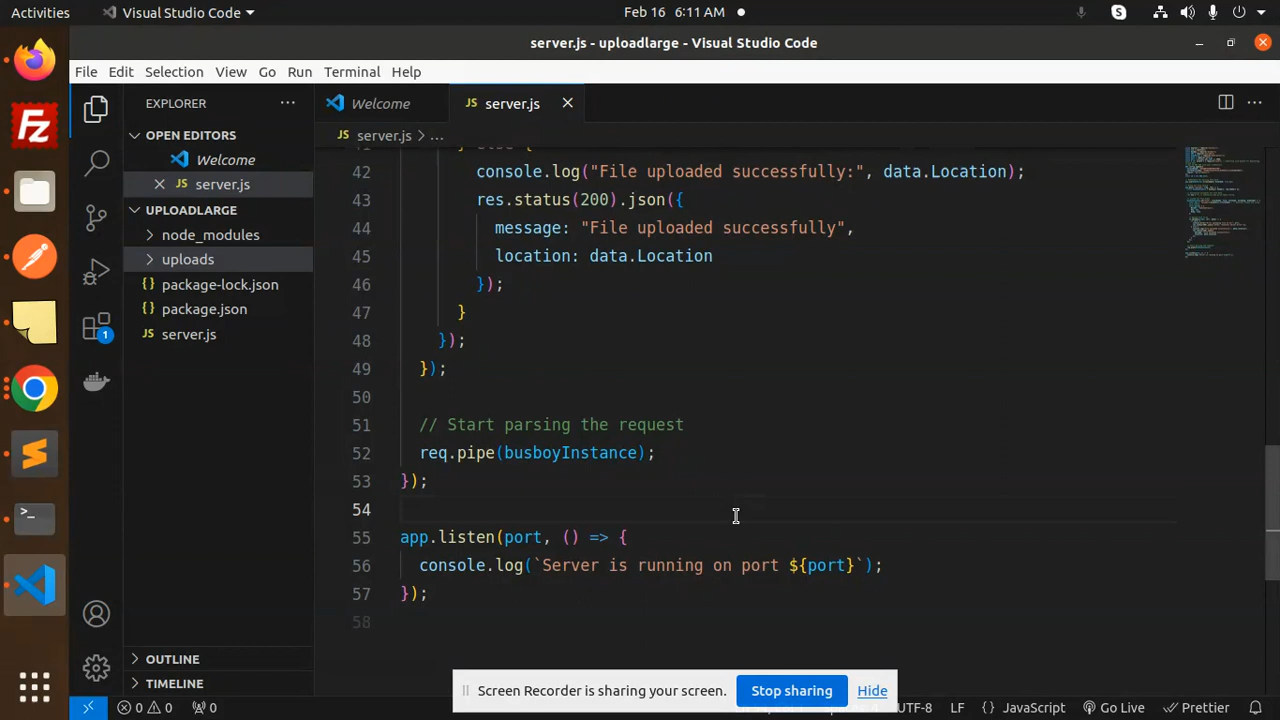 Activities
Visual Studio Code
Feb 16 6:11 AM
server.js - uploadlarge - Visual Studio Code
File Edit Selection View Go Run Terminal Help
EXPLORER
OPEN EDITORS
Welcome
JS server.js
UPLOADLARGE
node_modules
uploads
package-lock.json
package.json
JS server.js
OUTLINE
TIMELINE
Welcome
JS server.js
JS server.js ...
42 console.log("File uploaded successfully:", data.Location);
43 res.status(200).json({
44 message: "File uploaded successfully",
45 location: data.Location
46 });
47 }
48 });
49 });
50
51 // Start parsing the request
52 req.pipe(busboyInstance);
53 });
54
55 app.listen(port, () => {
56 console.log(`Server is running on port ${port}`);
57 });
58
1
Screen Recorder is sharing your screen. Stop sharing Hide
0 0 0 UTF-8 LF {} JavaScript Go Live Prettier